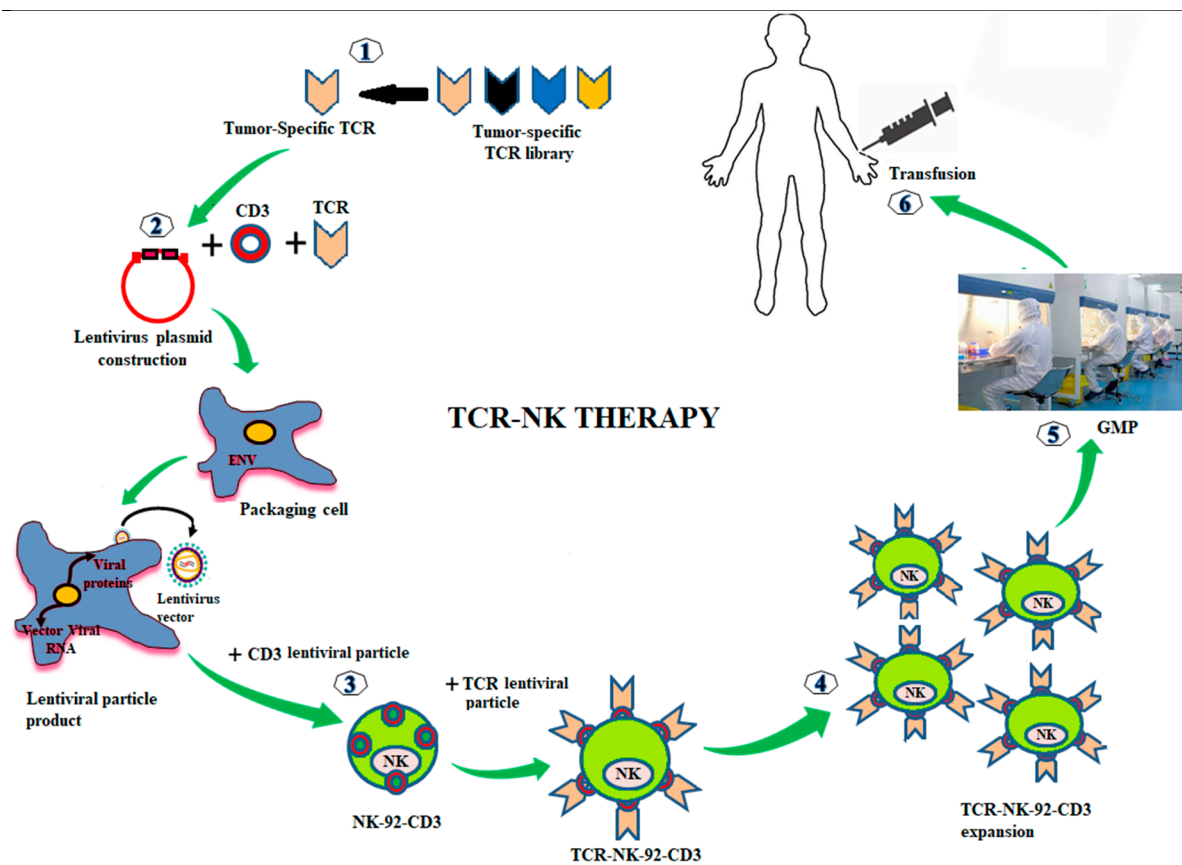 1
Tumor-Specific TCR
Tumor-specific
TCR library
2
+
CD3
+
TCR
Lentivirus plasmid
construction
ENV
Packaging cell
Viral
proteins
Vector Viral
RNA
Lentivirus
vector
Lentiviral particle
product
TCR-NK THERAPY
+ CD3 lentiviral particle
3
NK
NK-92-CD3
+ TCR lentiviral
particle
NK
TCR-NK-92-CD3
4
NK
NK
NK
NK
TCR-NK-92-CD3
expansion
5
GMP
Transfusion
6